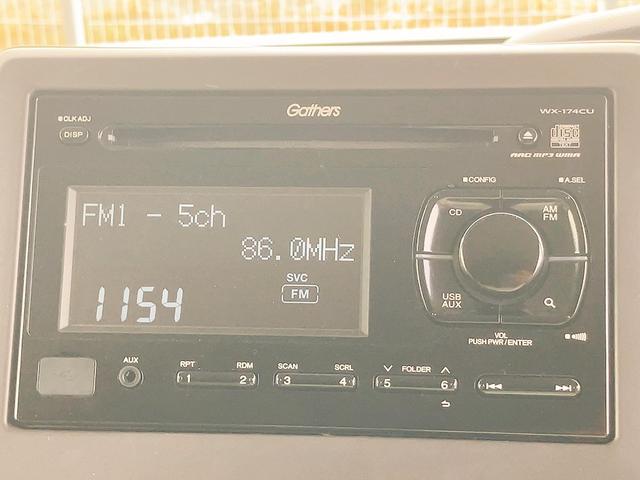 Gathers
WX-174CU
CLK ADJ
DISP
disc
TEXT
AAC MP3 WMA
CONFIG
A.SEL
CD
AM
FM
FM1 - 5ch
86.0MHz
SVC
FM
1154
USB
AUX
VOL
PUSH PWR/ENTER
AUX
RPT
RDM
SCAN
SCRL
FOLDER
1
2
3
4
5
6